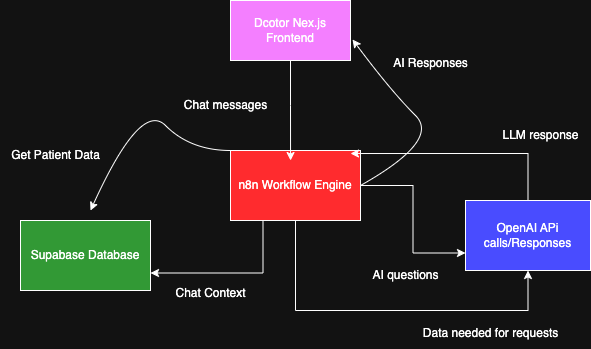 Dcotor Nex.js
Frontend
AI Responses
Chat messages
LLM response
Get Patient Data
n8n Workflow Engine
OpenAI APi
calls/Responses
Supabase Database
AI questions
Chat Context
Data needed for requests